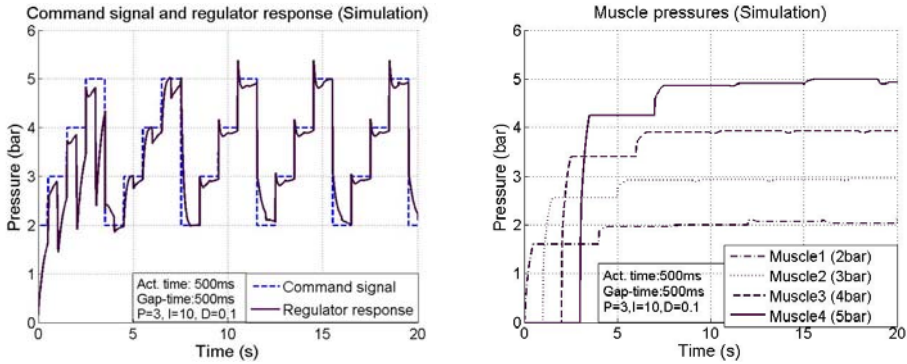 Command signal and regulator response (Simulation)
Pressure (bar)
6
5
4
3
2
1
0
Act. time: 500ms
Gap-time:500ms
P=3, I=10, D=0,1
Command signal
Regulator response
0
5
10
15
20
Time (s)
Muscle pressures (Simulation)
Pressure (bar)
6
5
4
3
2
1
0
Act. time:500ms
Gap-time:500ms
P=3,I=10,D=0.1
Muscle1 (2bar)
Muscle2 (3bar)
Muscle3 (4bar)
Muscle4 (5bar)
0
5
10
15
20
Time (s)